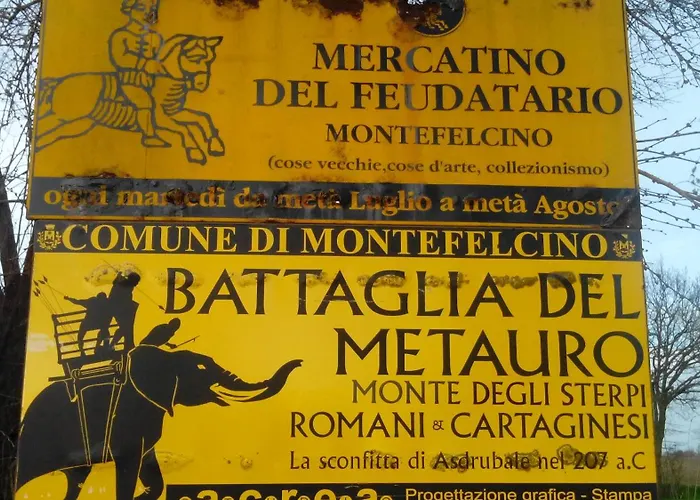 MERCATINO
DEL FEUDATARIO
MONTEFELCINO
(cose vecchie,cose d'arte, collezionismo)
ogni martedì da metà Luglio a metà Agosto
COMUNE DI MONTEFELCINO
BATTAGLIA DEL
METAURO
MONTE DEGLI STERPI
ROMANI & CARTAGINESI
La sconfitta di Asdrubale nel 207 a.C
Progettazione grafica - Stampa